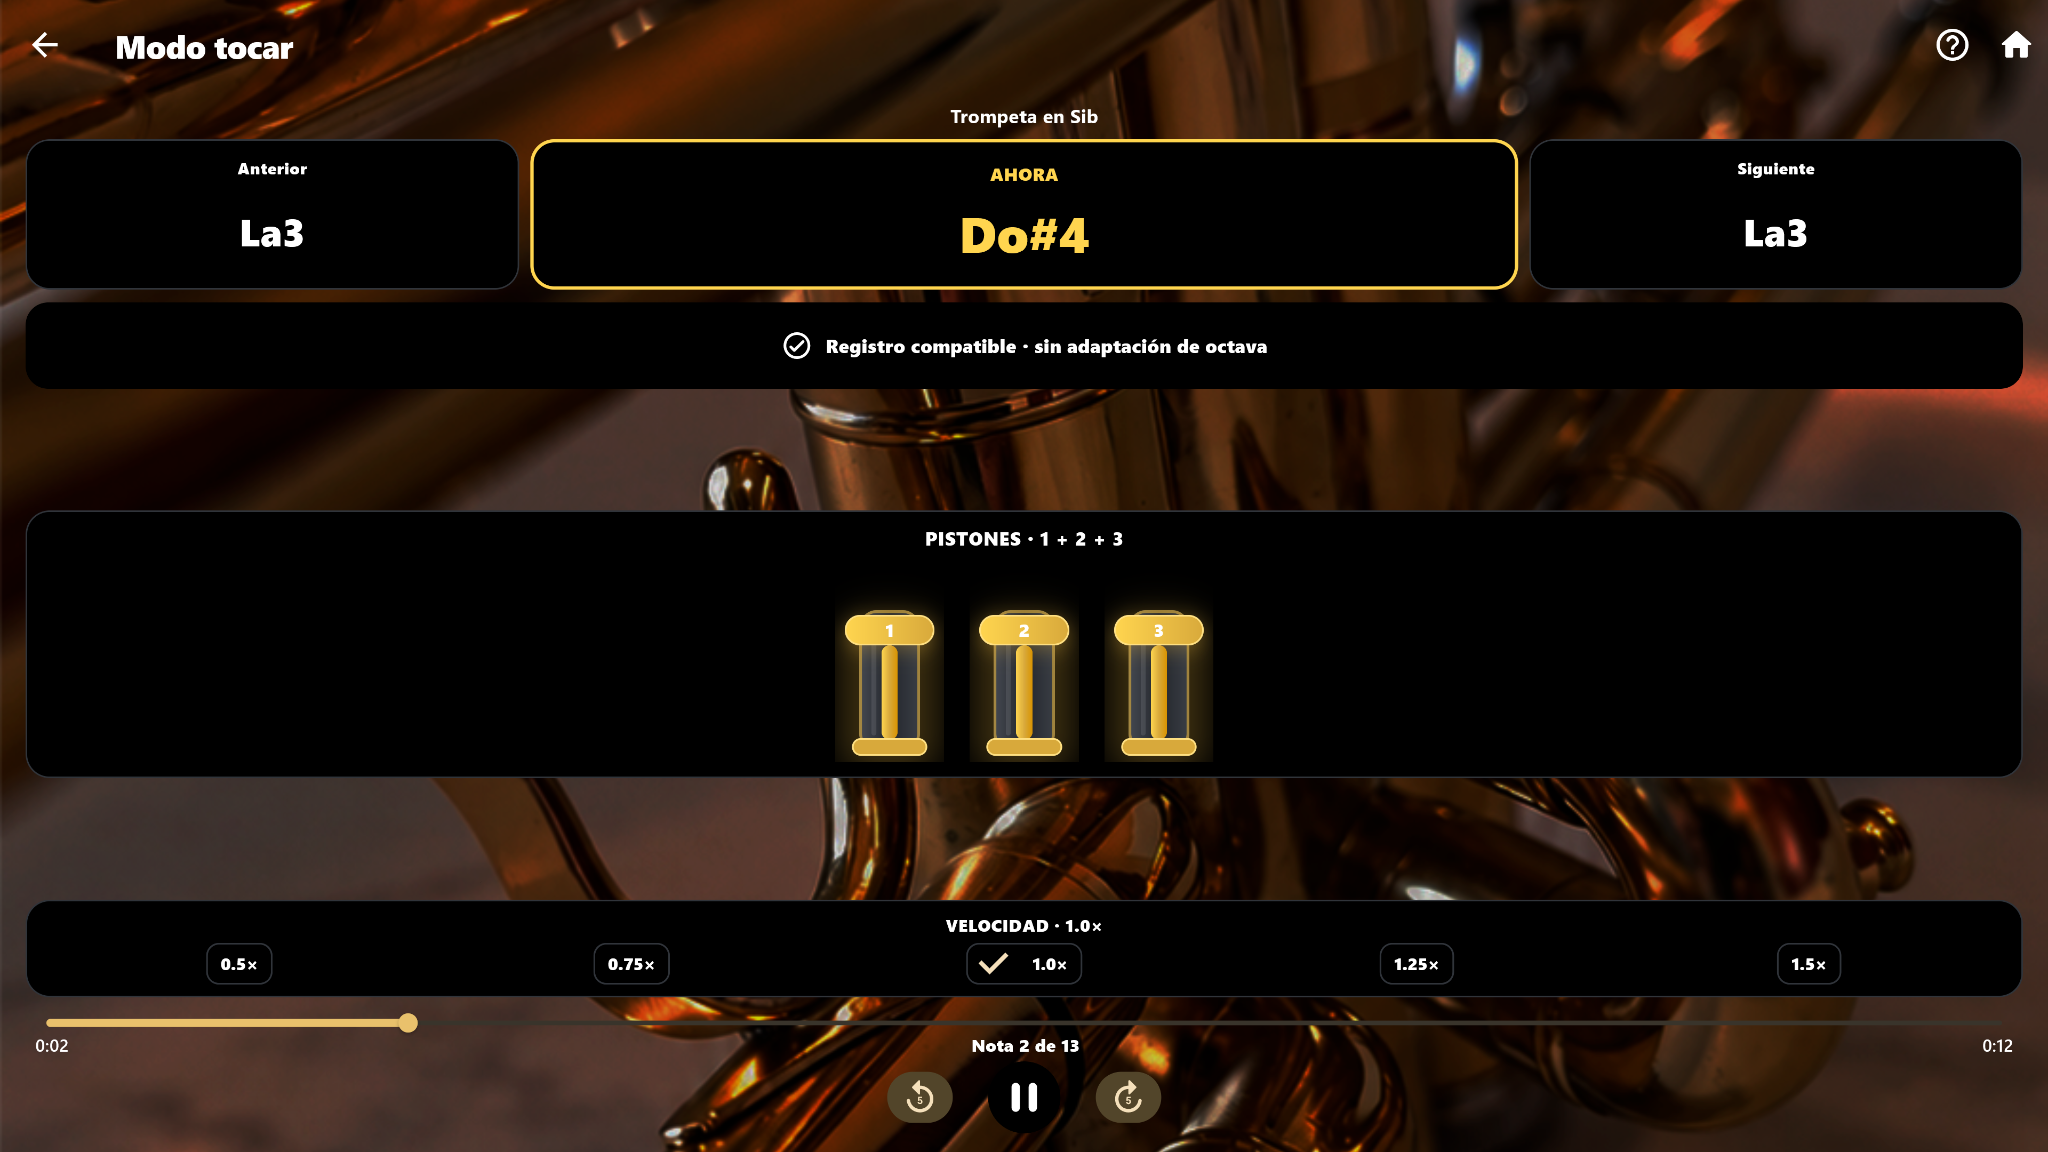 Modo tocar
Trompeta en Sib
Anterior
La3
AHORA
Do#4
Siguiente
La3
Registro compatible · sin adaptación de octava
PISTONES · 1 + 2 + 3
1
2
3
VELOCIDAD · 1.0×
0.5×
0.75×
1.0×
1.25×
1.5×
0:02
Nota 2 de 13
0:12
5
5